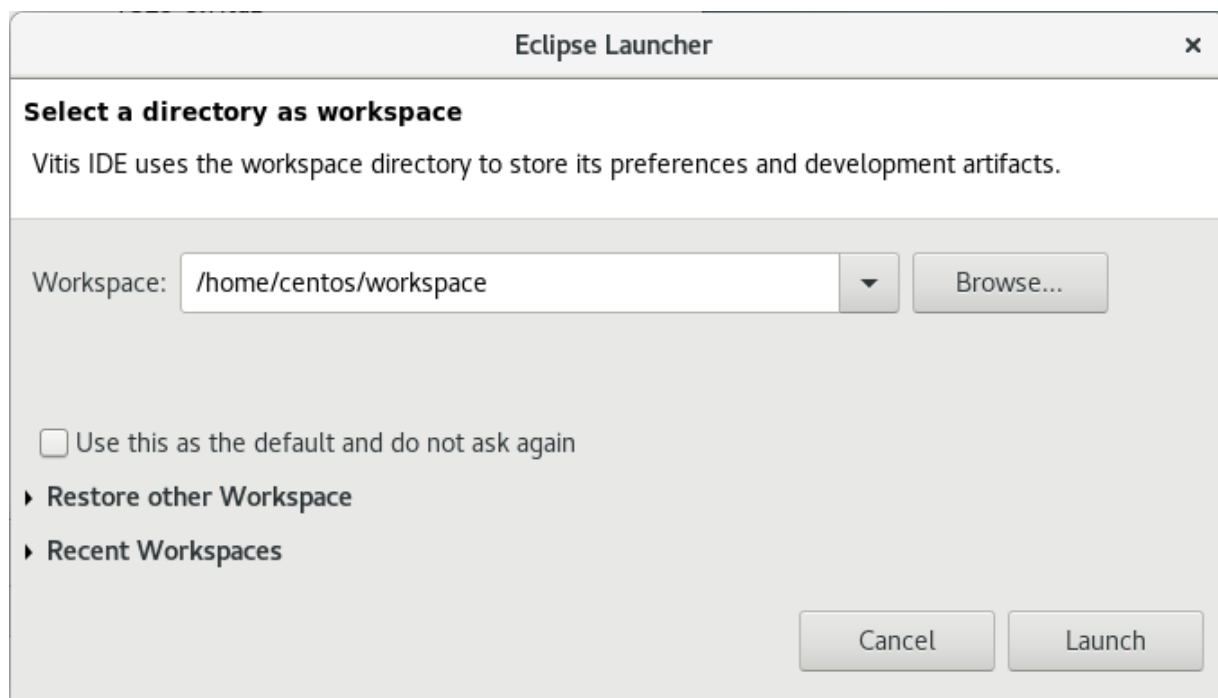 Eclipse Launcher
Select a directory as workspace
Vitis IDE uses the workspace directory to store its preferences and development artifacts.
Workspace: /home/centos/workspace Browse...
Use this as the default and do not ask again
Restore other Workspace
Recent Workspaces
Cancel Launch